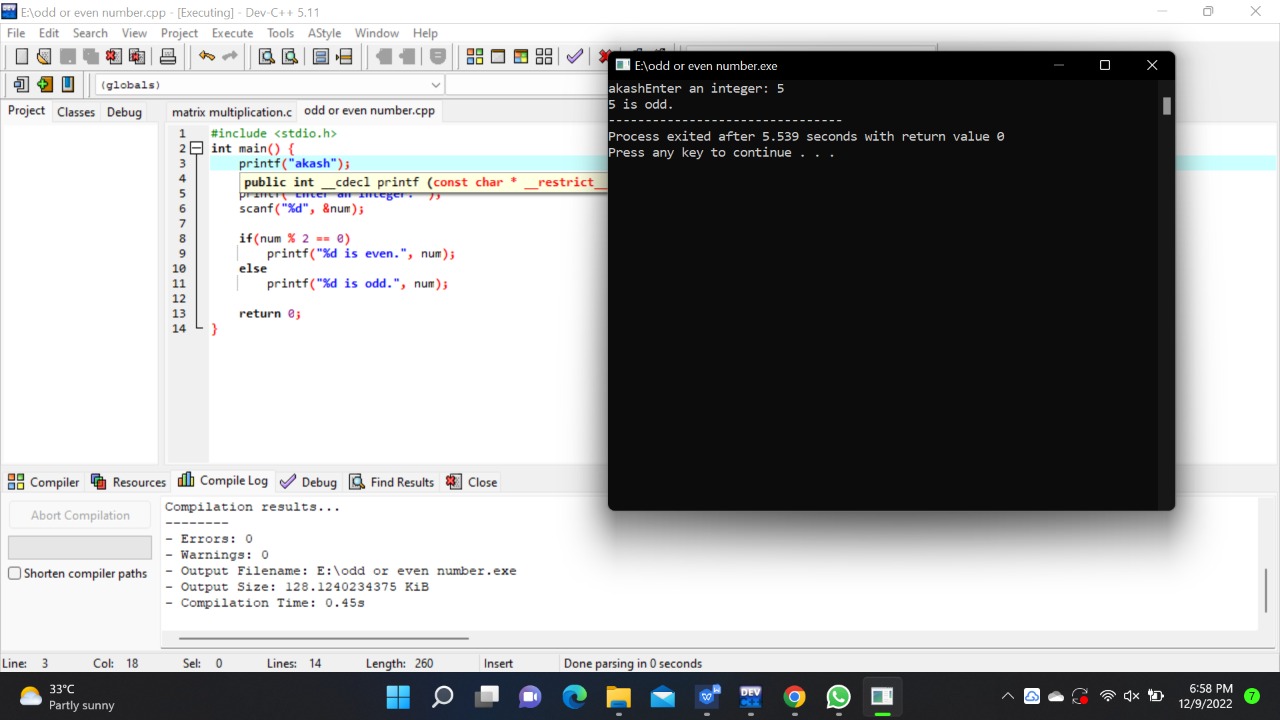 E:\odd or even number.cpp - [Executing] - Dev-C++ 5.11
File Edit Search View Project Execute Tools AStyle Window Help
(globals)
Project Classes Debug
matrix multiplication.c odd or even number.cpp
1 #include <stdio.h>
2 int main() {
3 printf("akash");
4
public int __cdecl printf (const char * __restrict__
5 printf("Enter an integer: ");
6 scanf("%d", &num);
7
8 if(num % 2 == 0)
9 printf("%d is even.", num);
10 else
11 printf("%d is odd.", num);
12
13 return 0;
14 }
E:\odd or even number.exe
akashEnter an integer: 5
5 is odd.
--------------------------------
Process exited after 5.539 seconds with return value 0
Press any key to continue . . .
Compiler Resources Compile Log Debug Find Results Close
Abort Compilation
Shorten compiler paths
Compilation results...
--------
- Errors: 0
- Warnings: 0
- Output Filename: E:\odd or even number.exe
- Output Size: 128.1240234375 KiB
- Compilation Time: 0.45s
Line: 3 Col: 18 Sel: 0 Lines: 14 Length: 260 Insert Done parsing in 0 seconds
33°C
Partly sunny
DEV
6:58 PM
12/9/2022
7